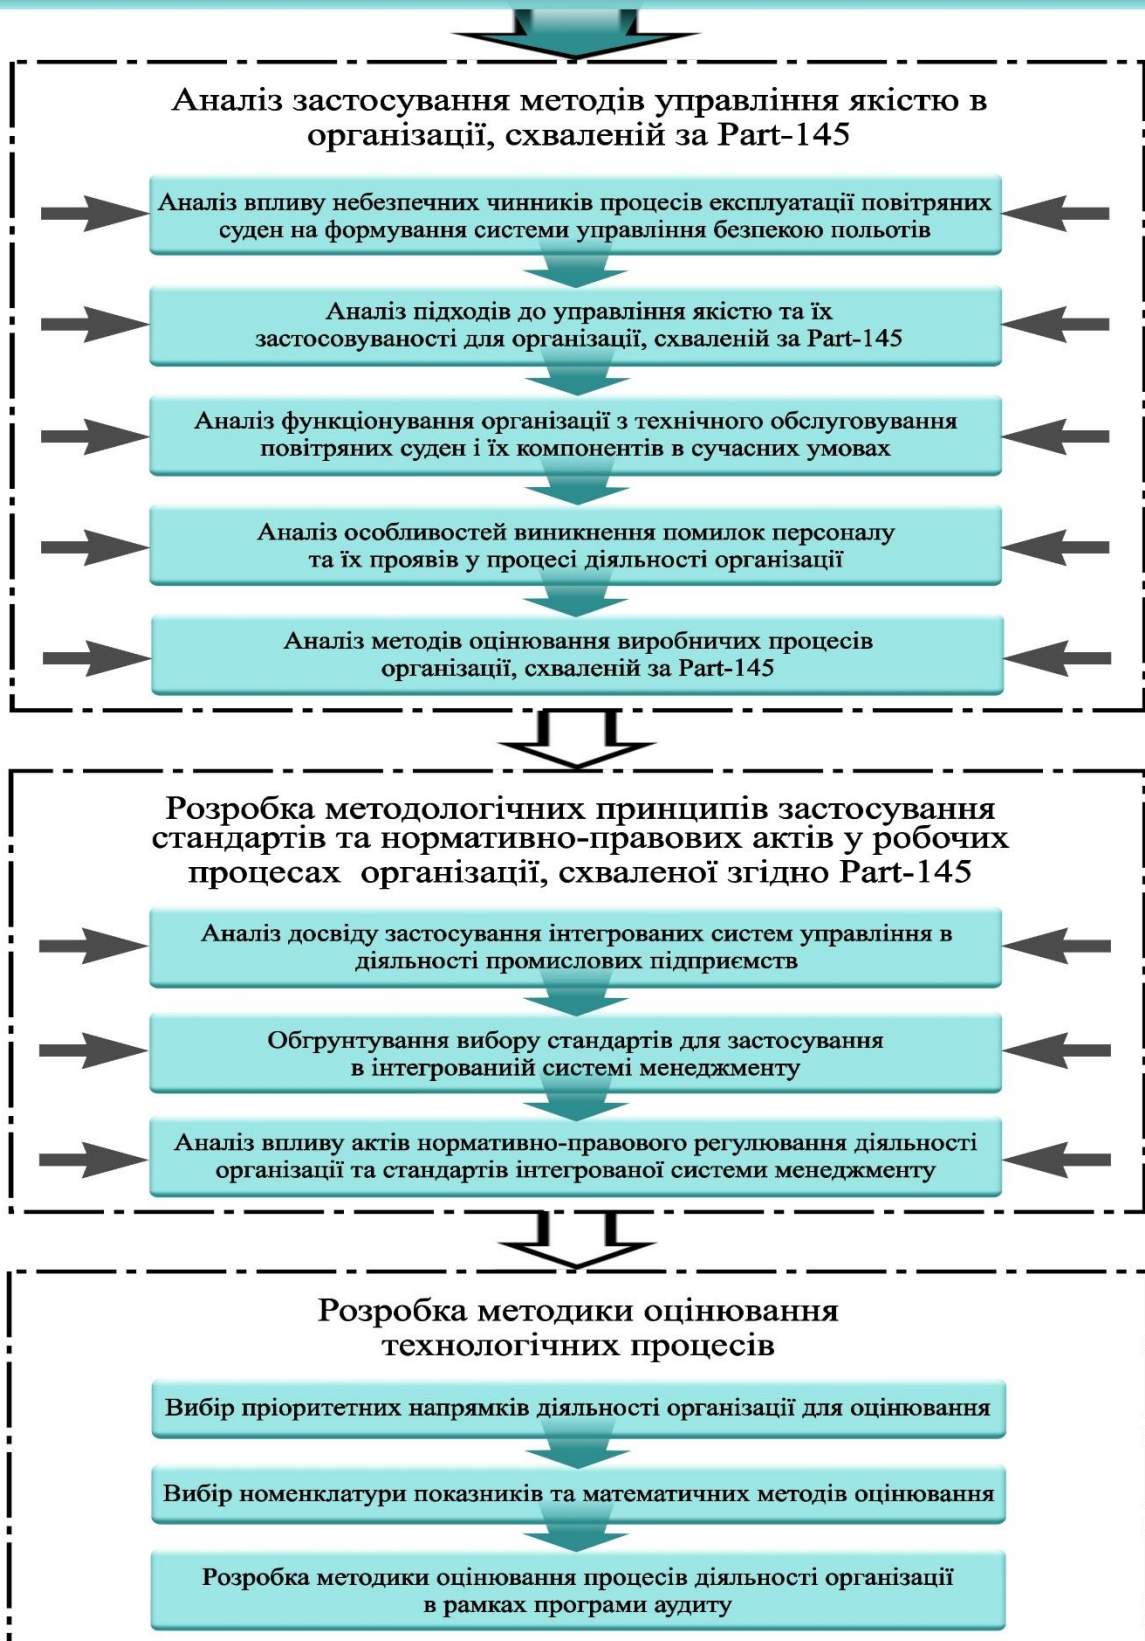 Аналіз застосування методів управління якістю в
організації, схваленій за Part-145
Аналіз впливу небезпечних чинників процесів експлуатації повітряних
суден на формування системи управління безпекою польотів
Аналіз підходів до управління якістю та їх
застосовуваності для організації, схваленій за Part-145
Аналіз функціонування організації з технічного обслуговування
повітряних суден і їх компонентів в сучасних умовах
Аналіз особливостей виникнення помилок персоналу
та їх проявів у процесі діяльності організації
Аналіз методів оцінювання виробничих процесів
організації, схваленій за Part-145
Розробка методологічних принципів застосування
стандартів та нормативно-правових актів у робочих
процесах організації, схваленої згідно Part-145
Аналіз досвіду застосування інтегрованих систем управління в
діяльності промислових підприємств
Обгрунтування вибору стандартів для застосування
в інтегрованиій системі менеджменту
Аналіз впливу актів нормативно-правового регулювання діяльності
організації та стандартів інтегрованої системи менеджменту
Розробка методики оцінювання
технологічних процесів
Вибір пріоритетних напрямків діяльності організації для оцінювання
Вибір номенклатури показників та математичних методів оцінювання
Розробка методики оцінювання процесів діяльності організації
в рамках програми аудиту